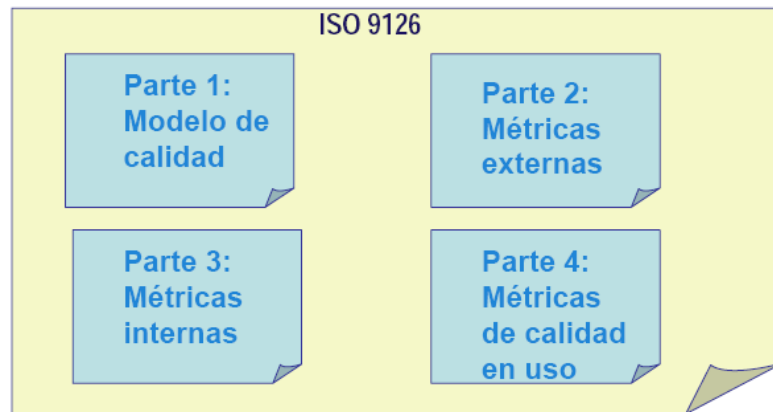 ISO 9126
Parte 1:
Modelo de
calidad
Parte 2:
Métricas
externas
Parte 3:
Métricas
internas
Parte 4:
Métricas
de calidad
en uso